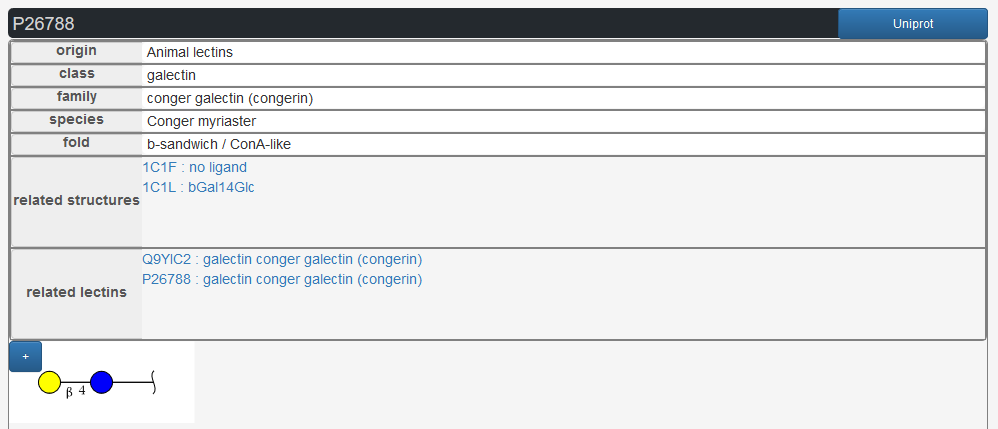 P26788 Uniprot
origin Animal lectins
class galectin
family conger galectin (congerin)
species Conger myriaster
fold b-sandwich / ConA-like
related structures
1C1F : no ligand
1C1L : bGal14Glc
related lectins
Q9YIC2 : galectin conger galectin (congerin)
P26788 : galectin conger galectin (congerin)
+
β 4